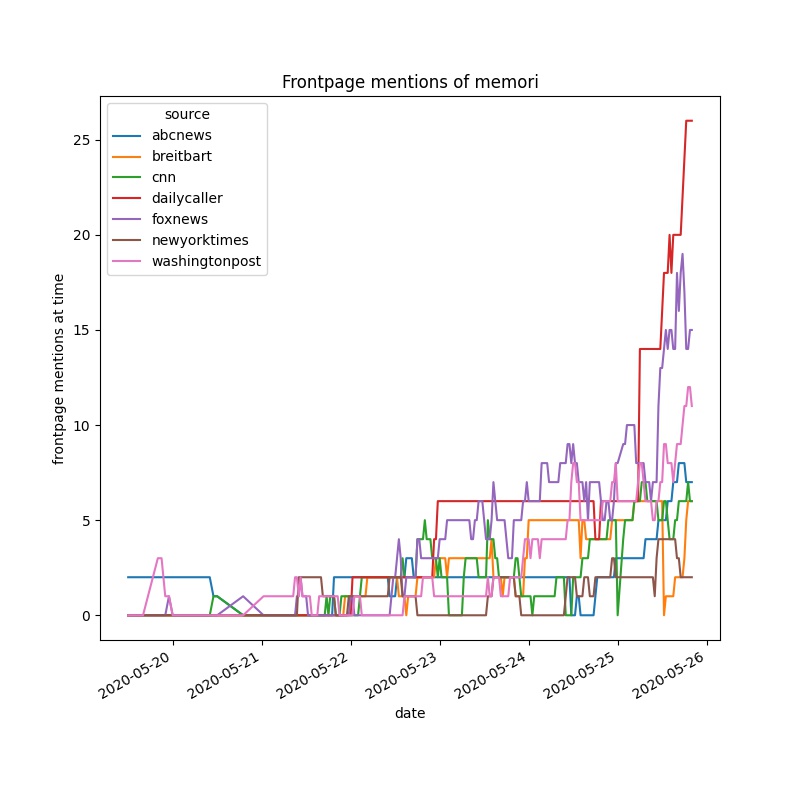 Frontpage mentions of memori
source
abcnews
breitbart
cnn
dailycaller
foxnews
newyorktimes
washingtonpost
frontpage mentions at time
25
20
15
10
5
0
2020-05-20
2020-05-21
2020-05-22
2020-05-23
2020-05-24
2020-05-25
2020-05-26
date